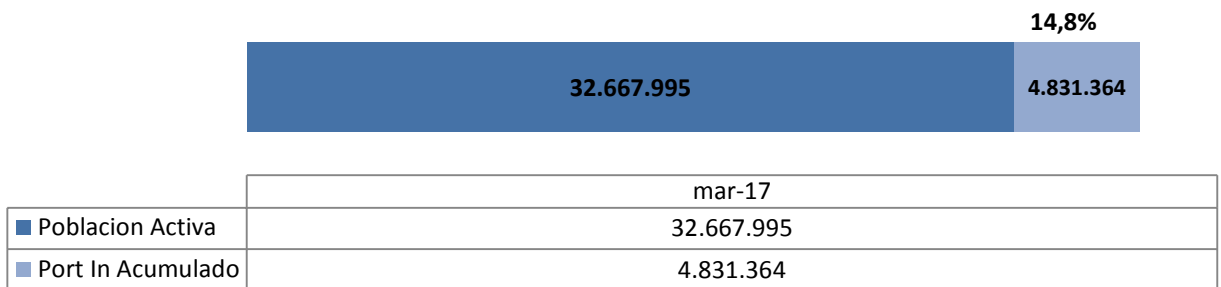 14,8%
32.667.995 4.831.364
mar-17
Poblacion Activa 32.667.995
Port In Acumulado 4.831.364